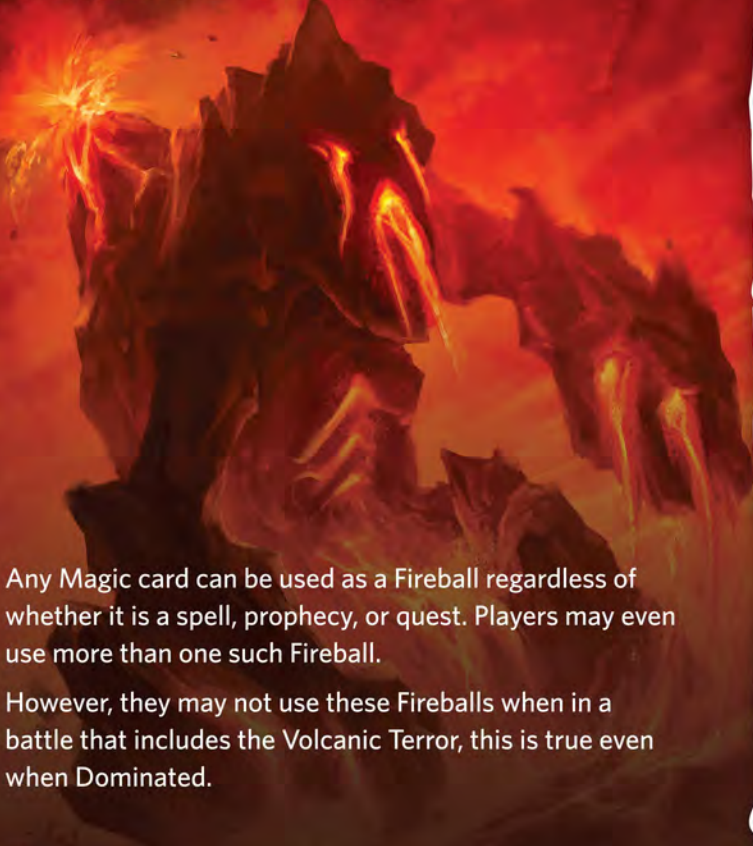 Any Magic card can be used as a Fireball regardless of
whether it is a spell, prophecy, or quest. Players may even
use more than one such Fireball.
However, they may not use these Fireballs when in a
battle that includes the Volcanic Terror, this is true even
when Dominated.